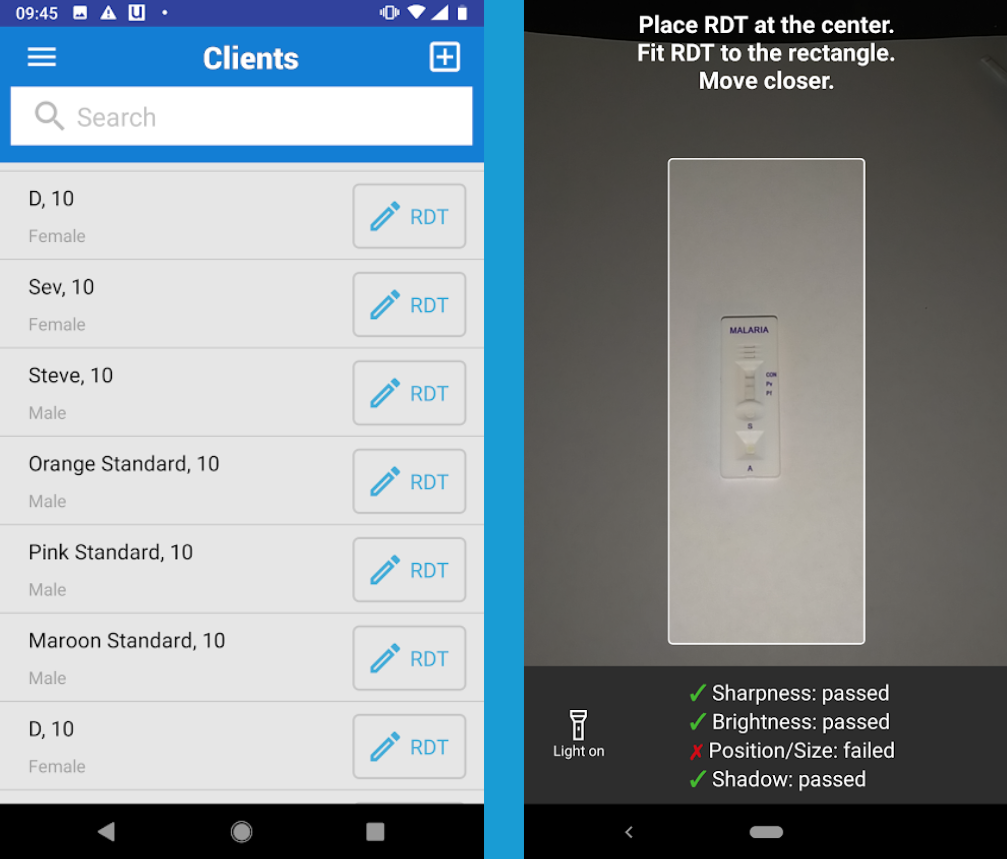 09:45
Clients
Search
D, 10
Female
RDT
Sev, 10
Female
RDT
Steve, 10
Male
RDT
Orange Standard, 10
Male
RDT
Pink Standard, 10
Male
RDT
Maroon Standard, 10
Male
RDT
D, 10
Female
RDT
Place RDT at the center.
Fit RDT to the rectangle.
Move closer.
MALARIA
CON
Pv
Pf
S
A
Light on
✓ Sharpness: passed
✓ Brightness: passed
✗ Position/Size: failed
✓ Shadow: passed